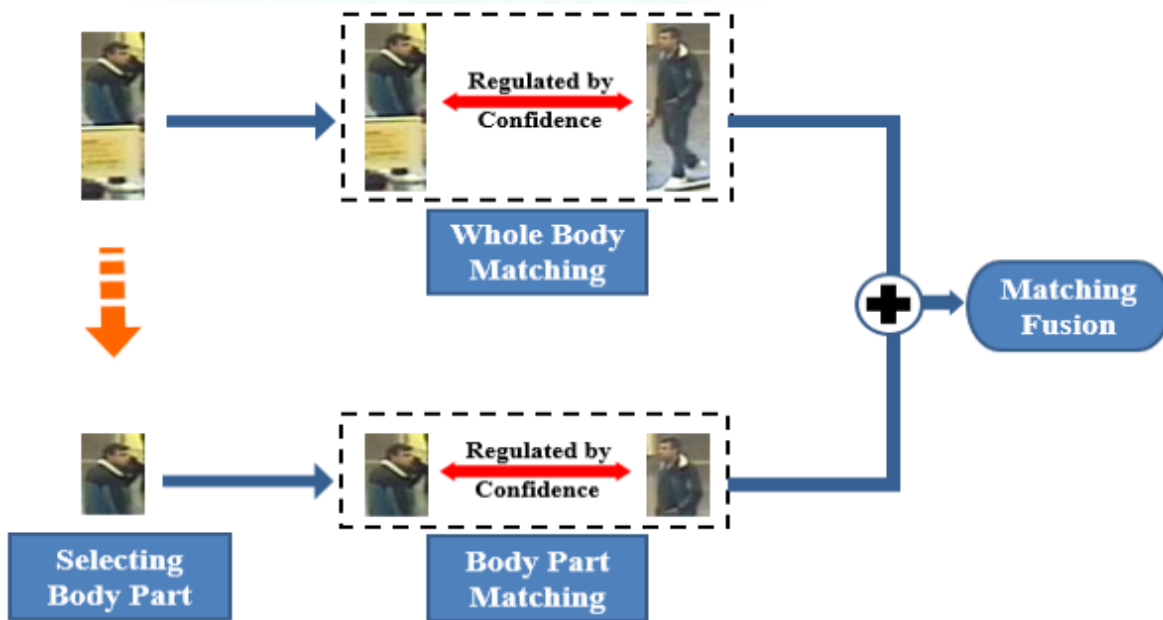 Regulated by
Confidence
Whole Body
Matching
Matching
Fusion
Regulated by
Confidence
Selecting
Body Part
Body Part
Matching